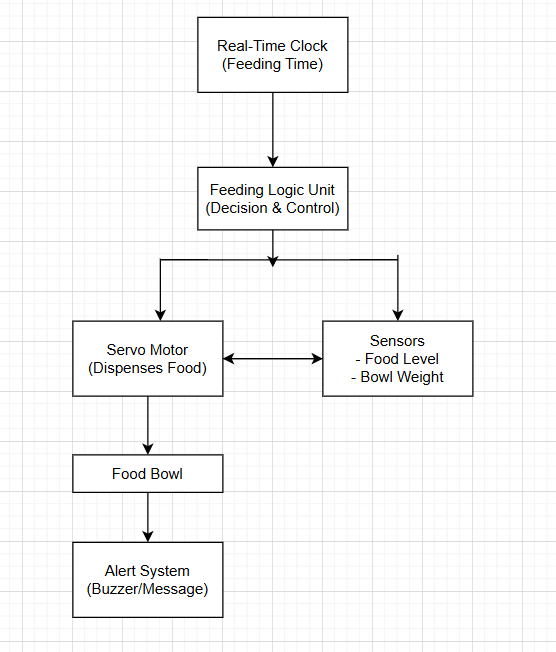 Real-Time Clock
(Feeding Time)
Feeding Logic Unit
(Decision & Control)
Servo Motor
(Dispenses Food)
Sensors
- Food Level
- Bowl Weight
Food Bowl
Alert System
(Buzzer/Message)